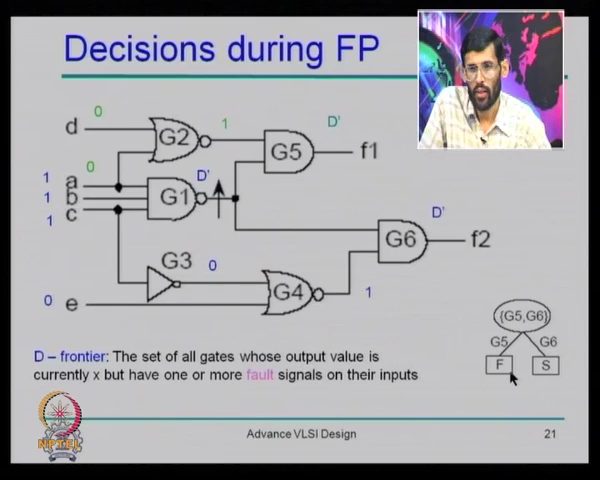 Decisions during FP
d 0
G2
1
D'
G5
f1
0
1 a
1 b
1 c
G1
D'
D'
G6
f2
G3
0
G4
1
0 e
{G5,G6}
G5 G6
F S
D – frontier: The set of all gates whose output value is
currently x but have one or more fault signals on their inputs
NPTEL
Advance VLSI Design
21